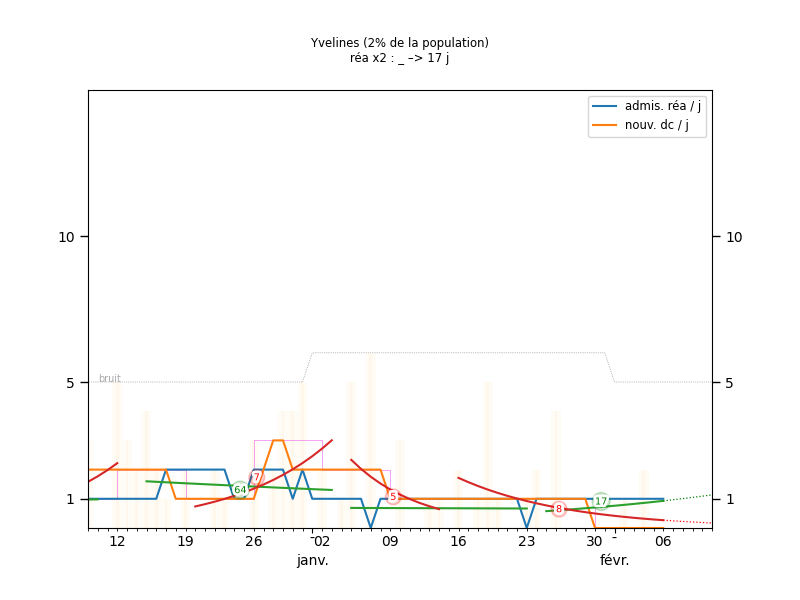 Yvelines (2% de la population)
réa x2 : _ –> 17 j
admis. réa / j
nouv. dc / j
10
10
bruit
5
5
7
64
5
17
8
1
1
12
19
26
02
09
16
23
30
06
janv.
févr.